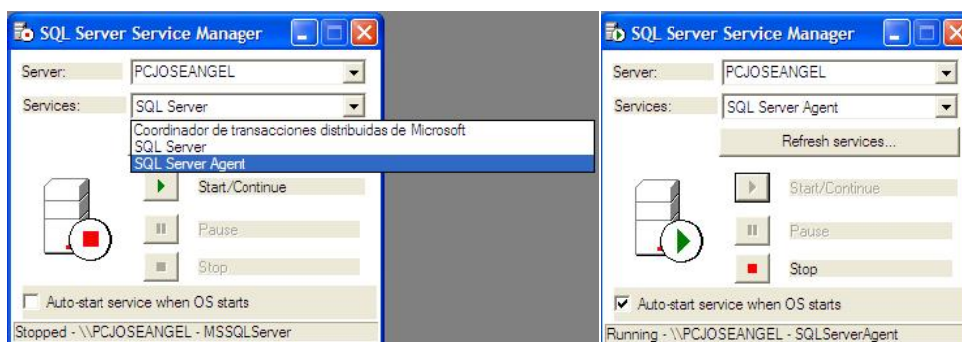 SQL Server Service Manager
Server: PCJOSEANGEL
Services: SQL Server
Coordinador de transacciones distribuidas de Microsoft
SQL Server
SQL Server Agent
Start/Continue
Pause
Stop
Auto-start service when OS starts
Stopped - \\PCJOSEANGEL - MSSQLServer
SQL Server Service Manager
Server: PCJOSEANGEL
Services: SQL Server Agent
Refresh services...
Start/Continue
Pause
Stop
Auto-start service when OS starts
Running - \\PCJOSEANGEL - SQLServerAgent